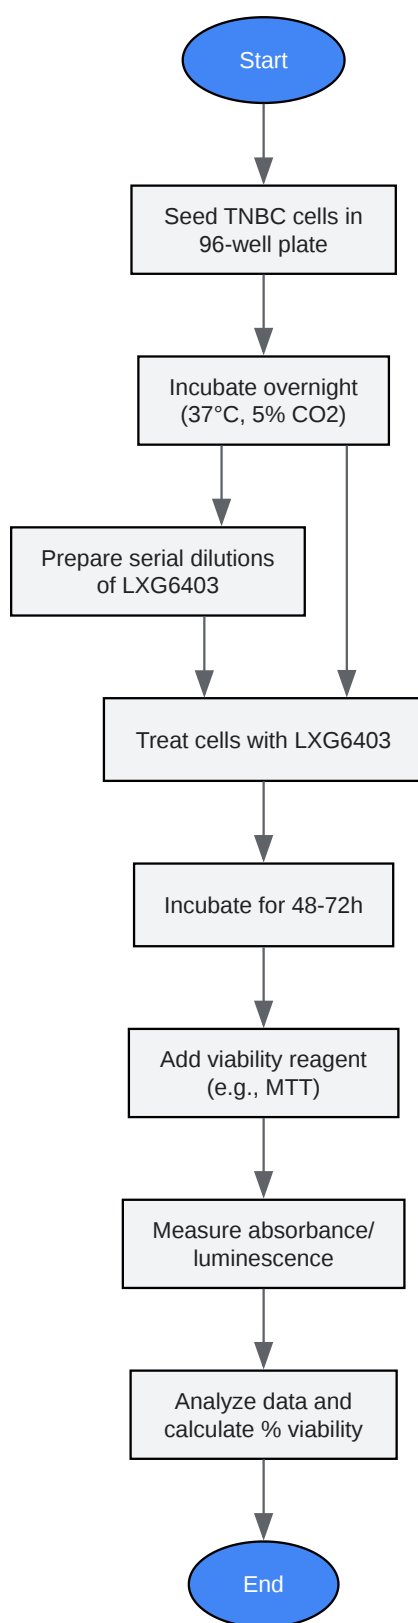 Start
Seed TNBC cells in
96-well plate
Incubate overnight
(37°C, 5% CO2)
Prepare serial dilutions
of LXG6403
Treat cells with LXG6403
Incubate for 48-72h
Add viability reagent
(e.g., MTT)
Measure absorbance/
luminescence
Analyze data and
calculate % viability
End